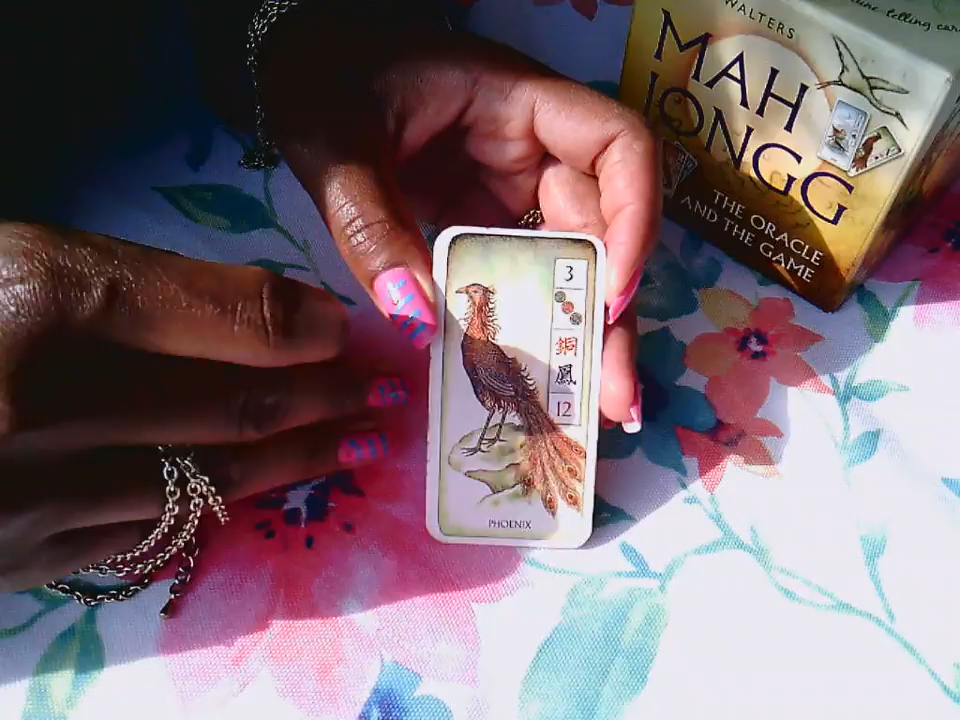 WALTERS
MAH
JONGG
THE ORACLE
AND THE GAME
3
銅
鳳
12
PHOENIX